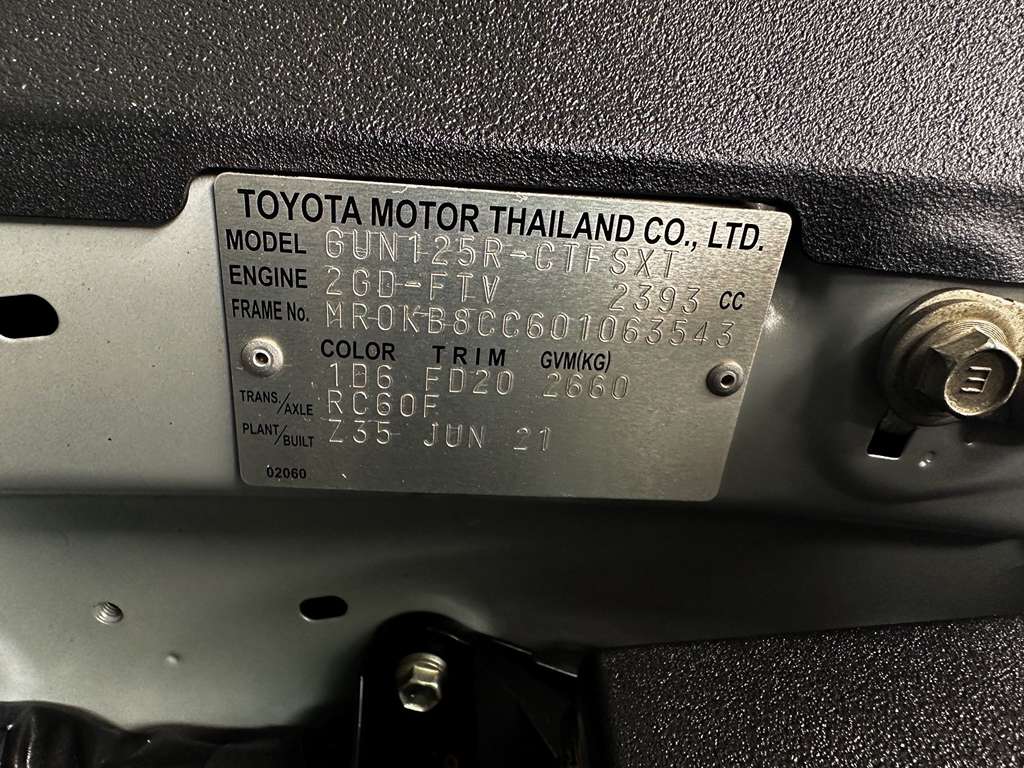 TOYOTA MOTOR THAILAND CO., LTD.
MODEL GUN125R-CTFSXT
ENGINE 2GD-FTV 2393 CC
FRAME No. MR0KB8CC601063543
COLOR TRIM GVM(KG)
1D6 FD20 2660
TRANS./AXLE RC60F
PLANT/BUILT Z35 JUN 21
02060
E